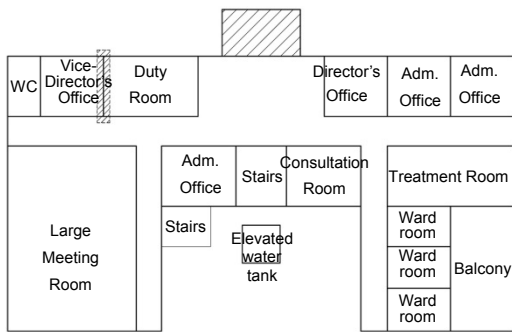 WC
Vice-
Director's
Office
Duty
Room
Director's
Office
Adm.
Office
Adm.
Office
Adm.
Office
Stairs
Consultation
Room
Treatment Room
Large
Meeting
Room
Stairs
Elevated
water
tank
Ward
room
Ward
room
Ward
room
Balcony